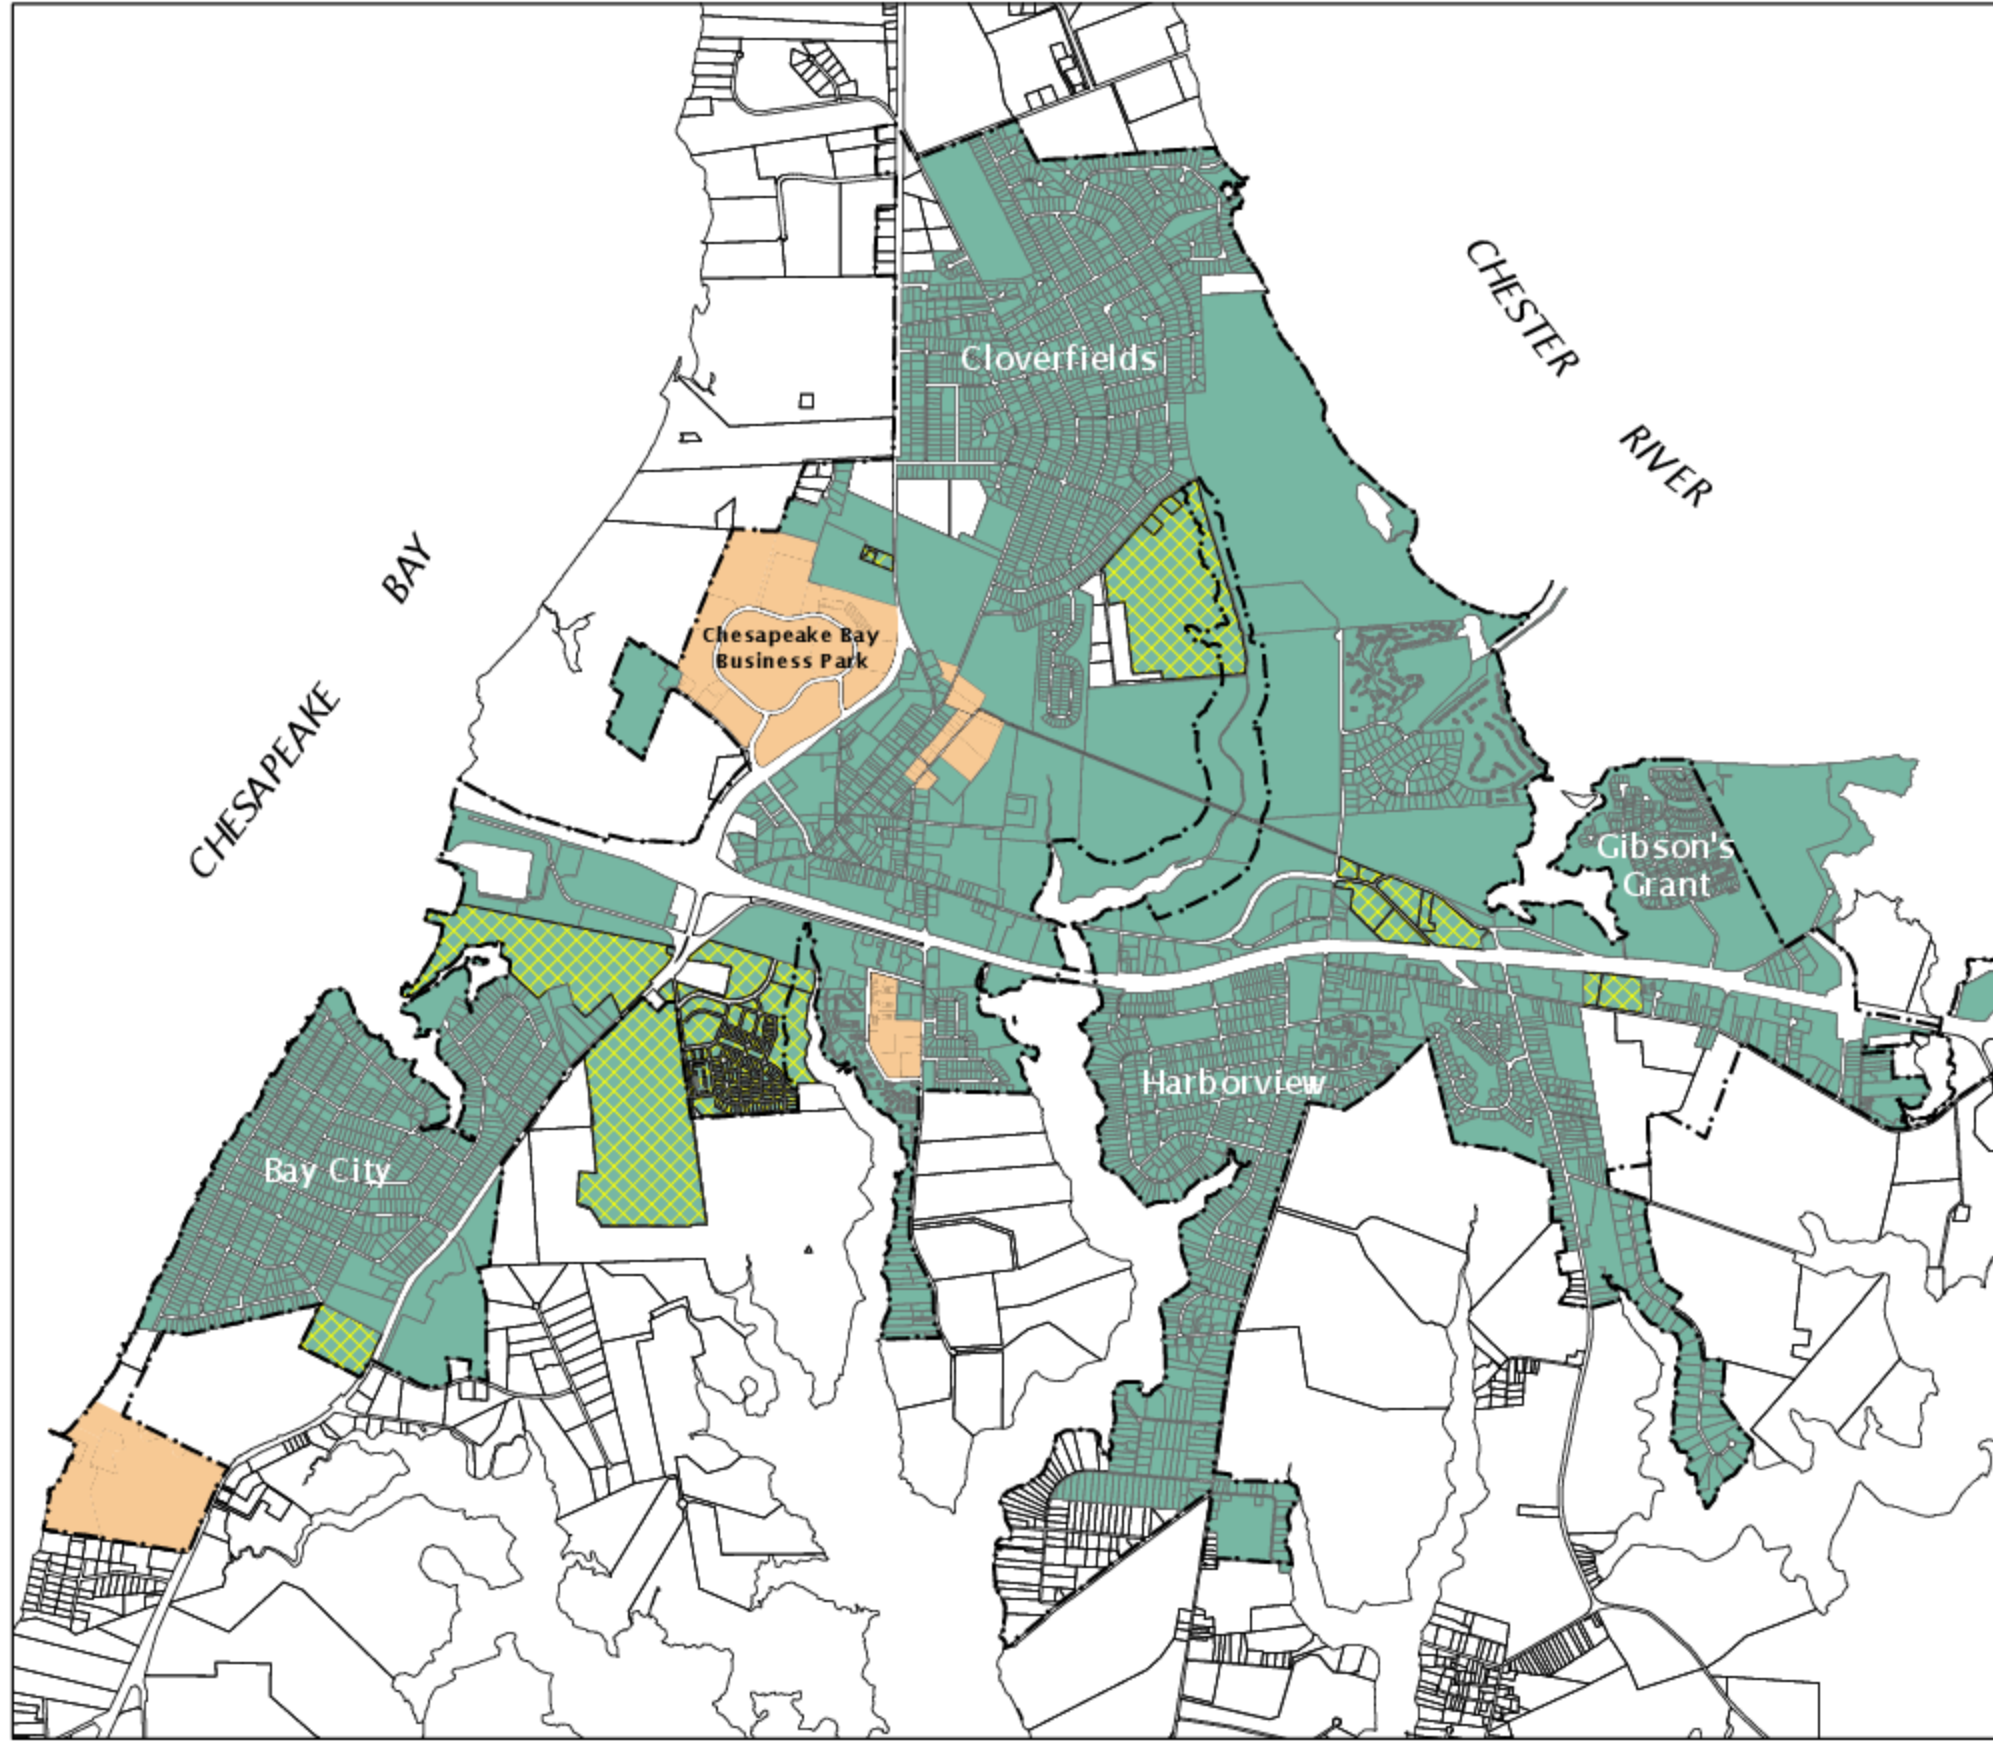 CHESTER
RIVER
Cloverfields
BAY
Chesapeake Bay
Business Park
CHESAPEAKE
Gibson's
Grant
Harborview
Bay City